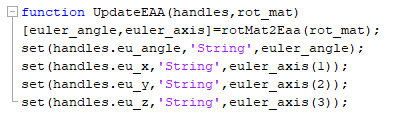 function UpdateEAA(handles,rot_mat)
[euler_angle,euler_axis]=rotMat2Eaa(rot_mat);
set(handles.eu_angle,'String',euler_angle);
set(handles.eu_x,'String',euler_axis(1));
set(handles.eu_y,'String',euler_axis(2));
set(handles.eu_z,'String',euler_axis(3));